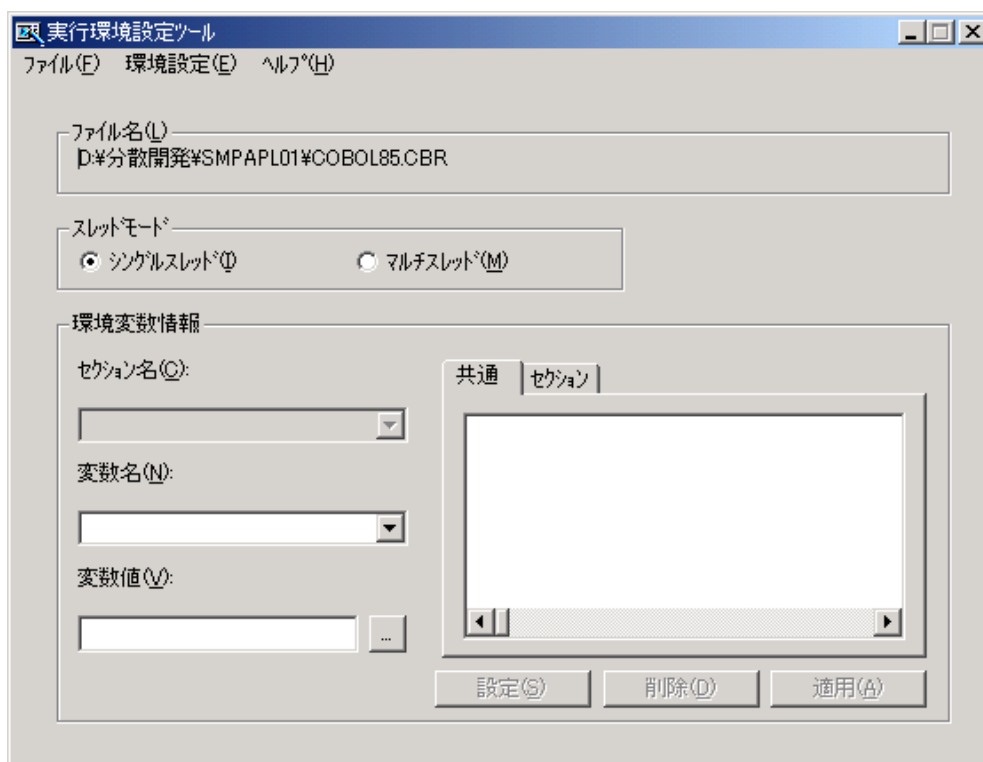 実行環境設定ツール
ファイル(F) 環境設定(E) ヘルプ(H)
ファイル名(L)
D:¥分散開発¥SMPAPL01¥COBOL85.CBR
スレッドモード
シングルスレッド(I) マルチスレッド(M)
環境変数情報
セクション名(C):
共通 セクション
変数名(N):
変数値(V):
...
設定(S) 削除(D) 適用(A)